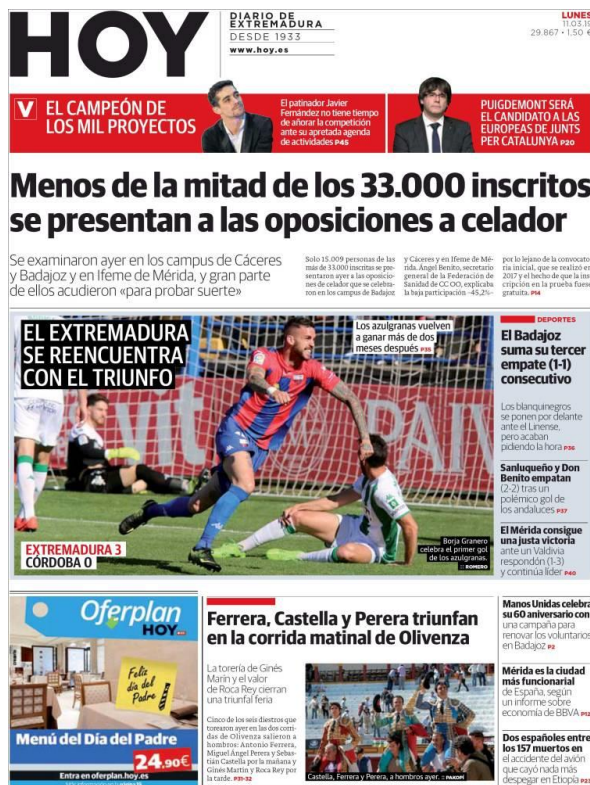 HOY
DIARIO DE
EXTREMADURA
DESDE 1933
www.hoy.es
LUNES
11.03.19
29.867 • 1,50 €
V
EL CAMPEÓN DE
LOS MIL PROYECTOS
El patinador Javier
Fernández no tiene tiempo
de añorar la competición
ante su apretada agenda
de actividades P45
PUIGDEMONT SERÁ
EL CANDIDATO A LAS
EUROPEAS DE JUNTS
PER CATALUNYA P20
Menos de la mitad de los 33.000 inscritos
se presentan a las oposiciones a celador
Se examinaron ayer en los campus de Cáceres
y Badajoz y en Ifeme de Mérida, y gran parte
de ellos acudieron «para probar suerte»
Solo 15.009 personas de las
más de 33.000 inscritas se pre-
sentaron ayer a las oposicio-
nes de celador que se celebra-
ron en los campus de Badajoz
y Cáceres y en Ifeme de Mé-
rida. Ángel Benito, secretario
general de la Federación de
Sanidad de CC OO, explicaba
la baja participación –45,2%–
por lo lejano de la convocato-
ria inicial, que se realizó en
2017 y el hecho de que la ins-
cripción en la prueba fuese
gratuita. P14
EL EXTREMADURA
SE REENCUENTRA
CON EL TRIUNFO
Los azulgranas vuelven
a ganar más de dos
meses después P35
EXTREMADURA 3
CÓRDOBA 0
Borja Granero
celebra el primer gol
de los azulgranas.
:: ROMERO
DEPORTES
El Badajoz
suma su tercer
empate (1-1)
consecutivo
Los blanquinegros
se ponen por delante
ante el Linense,
pero acaban
pidiendo la hora P36
Sanluqueño y Don
Benito empatan
(2-2) tras un
polémico gol de
los andaluces P37
El Mérida consigue
una justa victoria
ante un Valdivia
respondón (1-3)
y continúa líder P40
Oferplan
HOY.es
Feliz
día del
Padre
Menú del Día del Padre
24,90€
Entra en oferplan.hoy.es
Ferrera, Castella y Perera triunfan
en la corrida matinal de Olivenza
La torería de Ginés
Marín y el valor
de Roca Rey cierran
una triunfal feria
Cinco de los seis diestros que
torearon ayer en las dos corri-
das de Olivenza salieron a
hombros: Antonio Ferrera,
Miguel Ángel Perera y Sebas-
tián Castella por la mañana y
Ginés Marín y Roca Rey por
la tarde. P31-32
Castella, Ferrera y Perera, a hombros ayer. :: PAKOPÍ
Manos Unidas celebra
su 60 aniversario con
una campaña para
renovar los voluntarios
en Badajoz P2
Mérida es la ciudad
más funcionarial
de España, según
un informe sobre
economía de BBVA P12
Dos españoles entre
los 157 muertos en
el accidente del avión
que cayó nada más
despegar en Etiopía P21